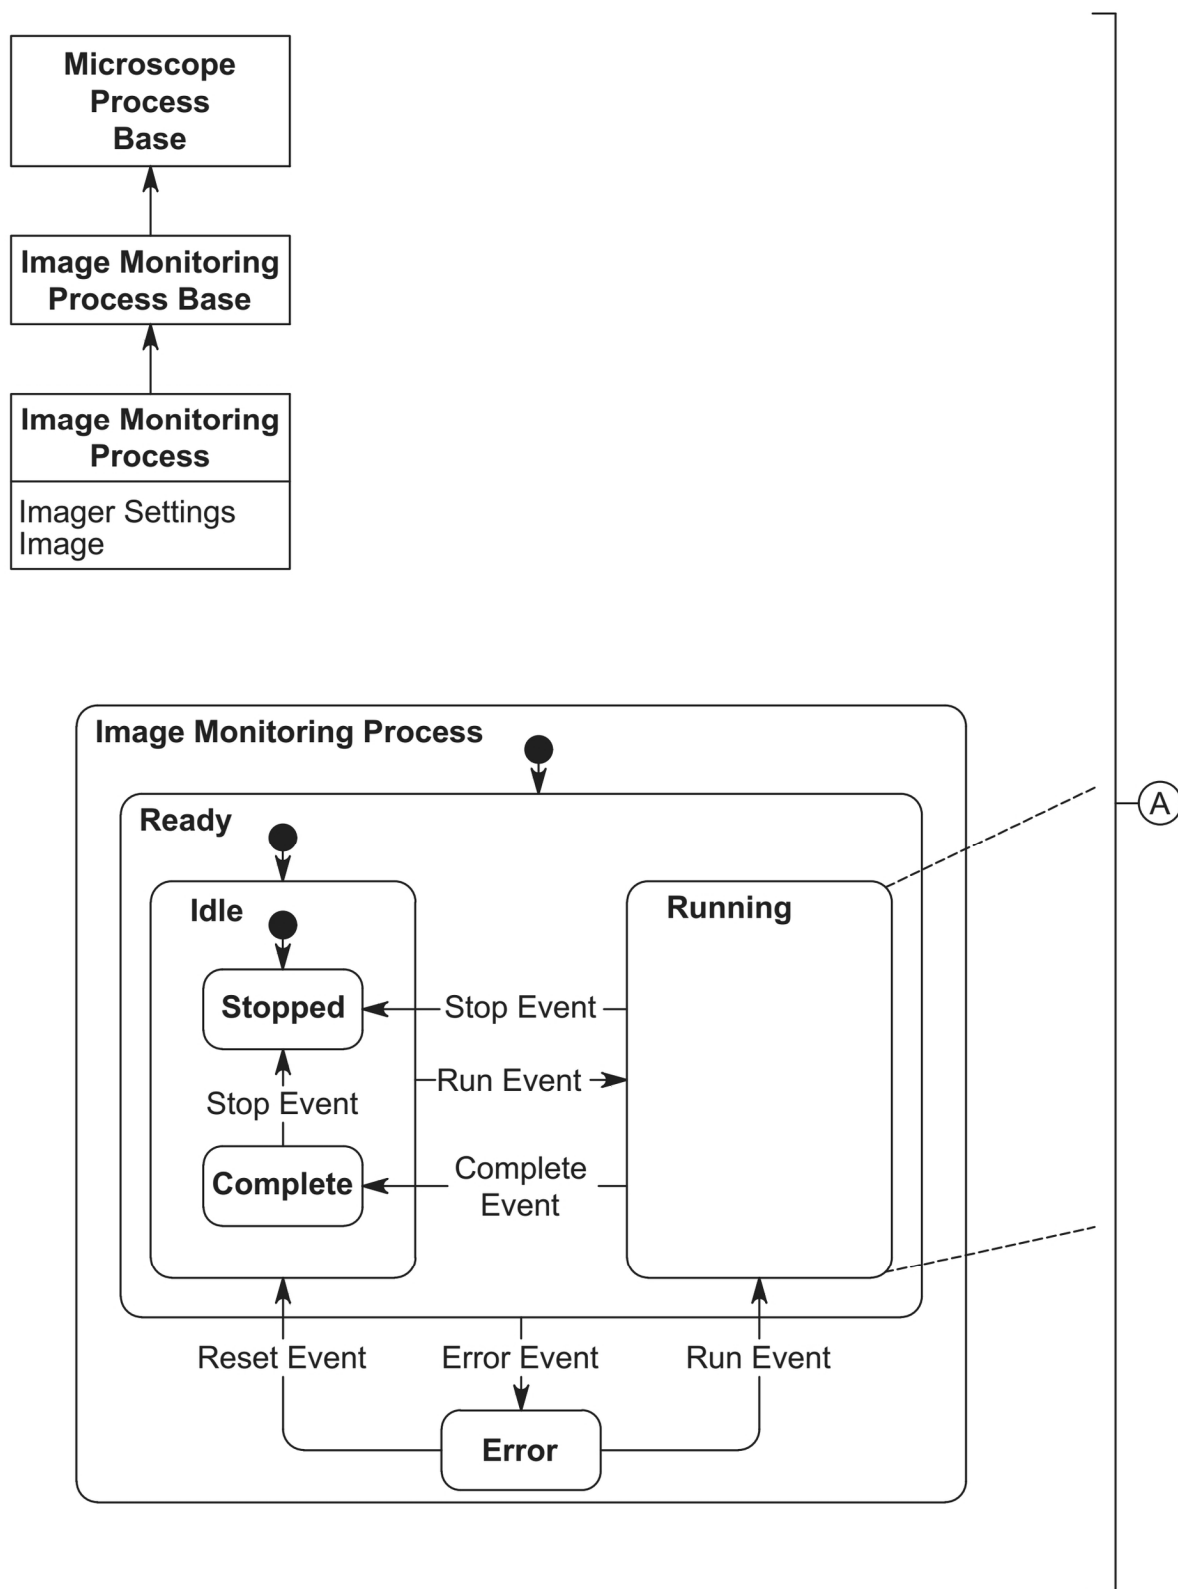 Microscope
Process
Base
Image Monitoring
Process Base
Image Monitoring
Process
Imager Settings
Image
Image Monitoring Process
A
Ready
Idle
Running
Stopped
Stop Event
Run Event
Stop Event
Complete
Complete
Event
Reset Event
Error Event
Run Event
Error